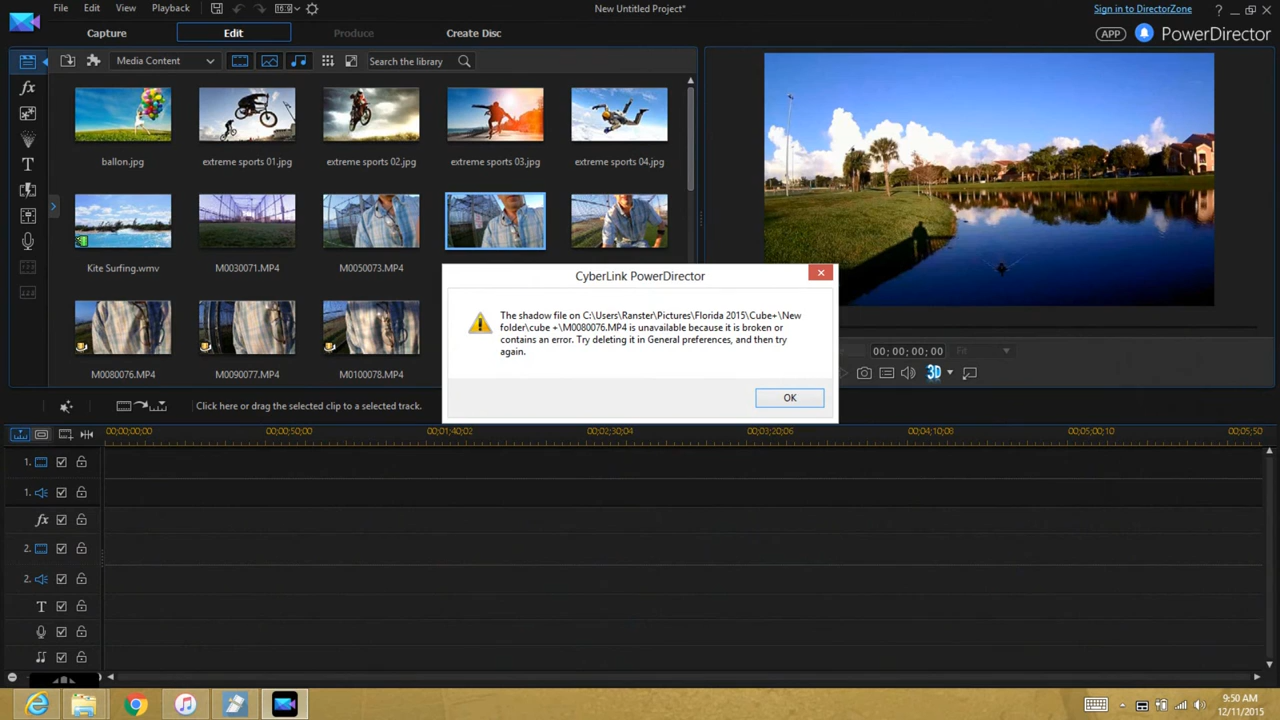 File Edit View Playback 16:9 New Untitled Project* Sign in to DirectorZone ?
Capture Edit Produce Create Disc APP PowerDirector
Media Content Search the library
fx
T
ballon.jpg extreme sports 01.jpg extreme sports 02.jpg extreme sports 03.jpg extreme sports 04.jpg
Kite Surfing.wmv M0030071.MP4 M0050073.MP4
M0080076.MP4 M0090077.MP4 M0100078.MP4
CyberLink PowerDirector
The shadow file on C:\Users\Ranster\Pictures\Florida 2015\Cube+\New
folder\cube +\M0080076.MP4 is unavailable because it is broken or
contains an error. Try deleting it in General preferences, and then try
again.
OK
00; 00; 00; 00 Fit
3D
Click here or drag the selected clip to a selected track.
00;00;00;00 00;00;50;00 00;01;40;02 00;02;30;04 00;03;20;06 00;04;10;08 00;05;00;10 00;05;50
1.
1.
fx
2.
2.
T
9:50 AM
12/11/2015